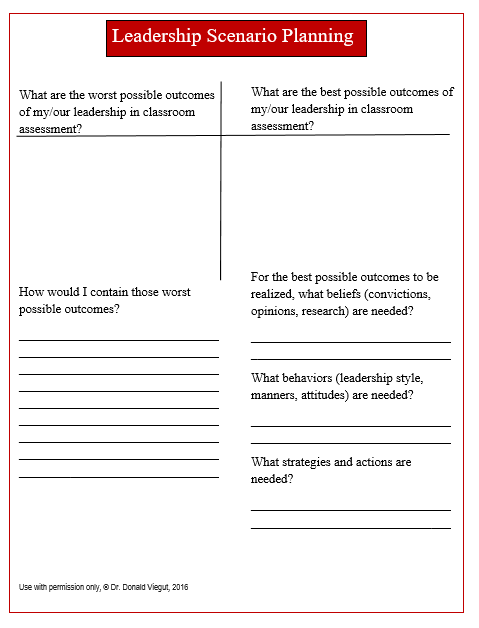 Leadership Scenario Planning
What are the worst possible outcomes
of my/our leadership in classroom
assessment?
What are the best possible outcomes of
my/our leadership in classroom
assessment?
How would I contain those worst
possible outcomes?
For the best possible outcomes to be
realized, what beliefs (convictions,
opinions, research) are needed?
What behaviors (leadership style,
manners, attitudes) are needed?
What strategies and actions are
needed?
Use with permission only, ® Dr. Donald Viegut, 2016